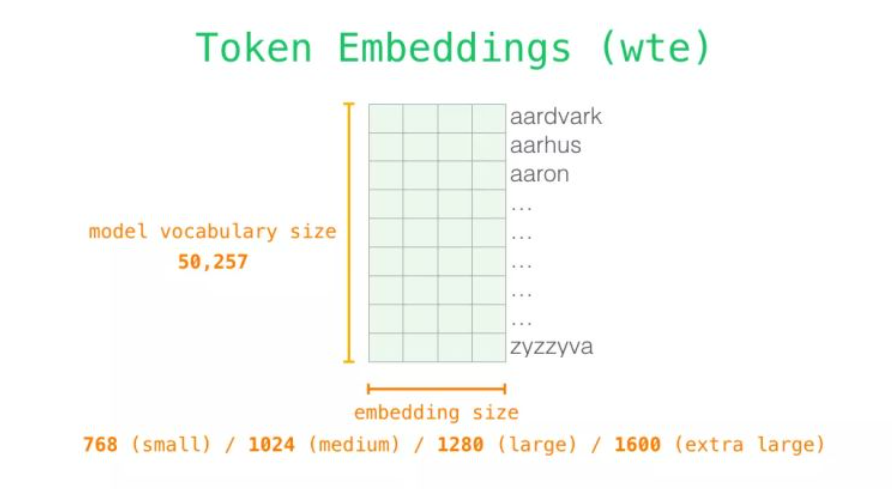 Token Embeddings (wte)
aardvark
aarhus
aaron
...
...
...
...
...
zyzzyva
model vocabulary size
50,257
embedding size
768 (small) / 1024 (medium) / 1280 (large) / 1600 (extra large)